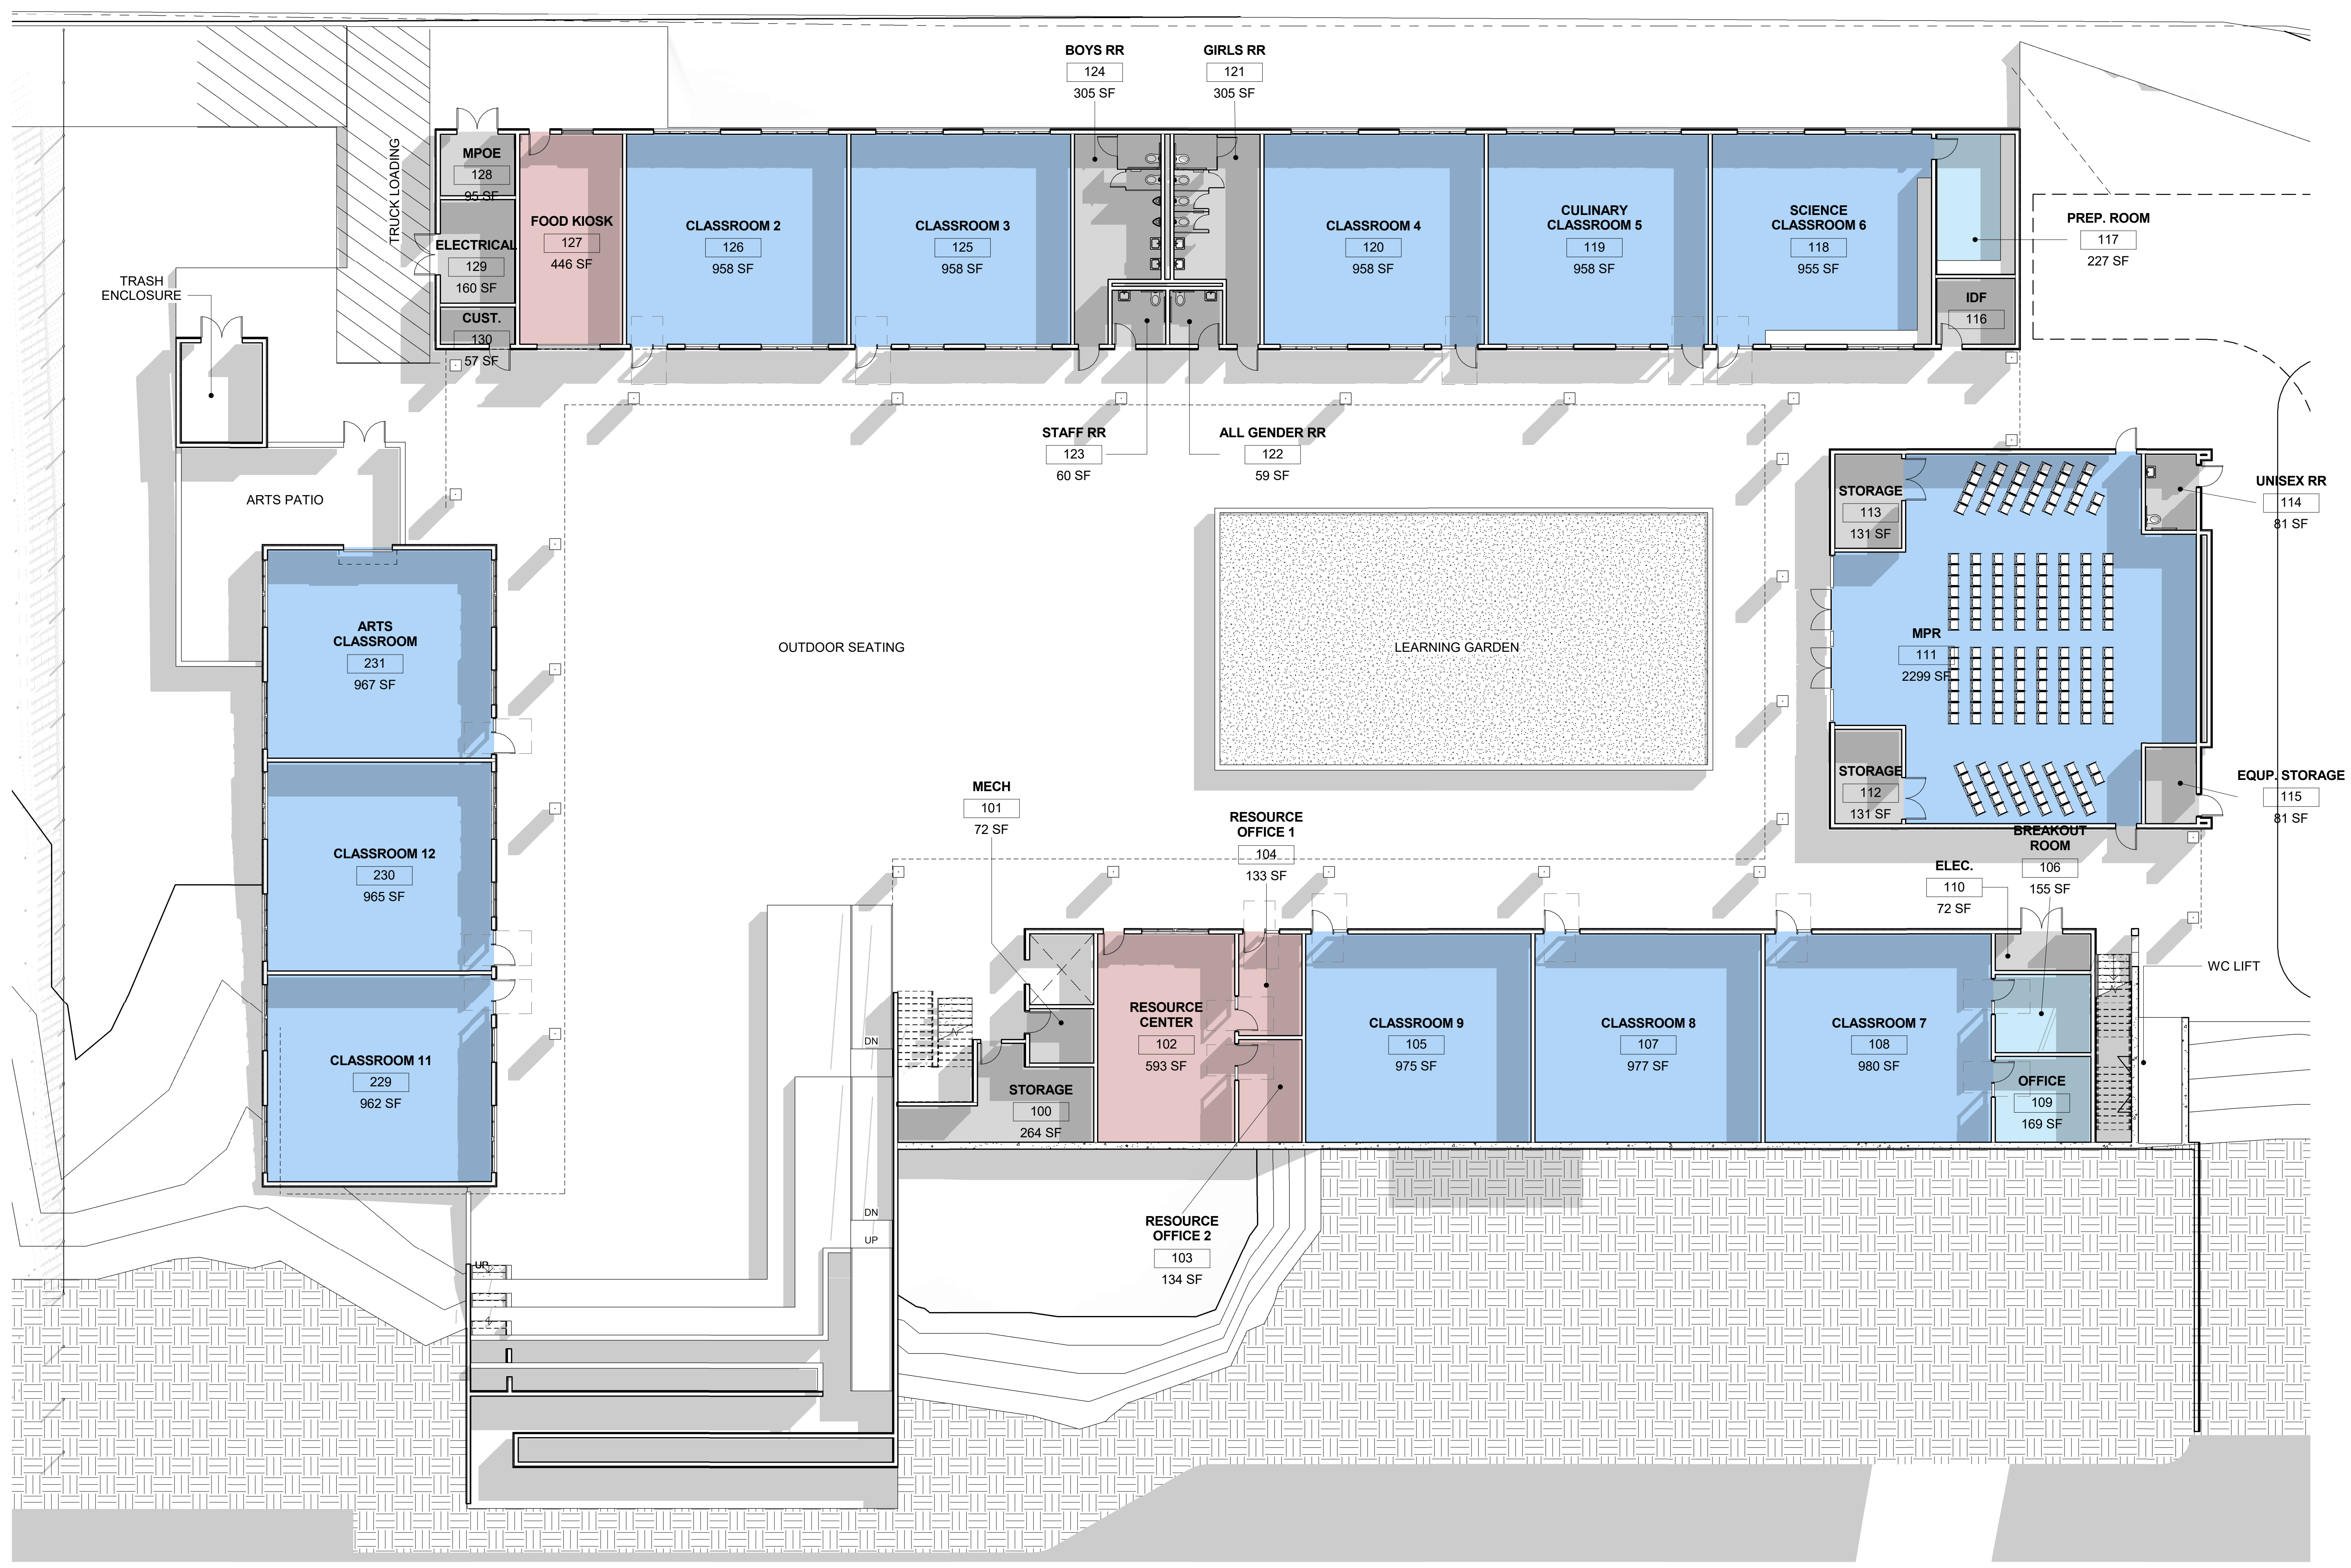 BOYS RR
124
305 SF
GIRLS RR
121
305 SF
TRUCK LOADING
MPOE
128
95 SF
ELECTRICAL
129
160 SF
CUST.
130
57 SF
FOOD KIOSK
127
446 SF
CLASSROOM 2
126
958 SF
CLASSROOM 3
125
958 SF
CLASSROOM 4
120
958 SF
CULINARY
CLASSROOM 5
119
958 SF
SCIENCE
CLASSROOM 6
118
955 SF
PREP. ROOM
117
227 SF
IDF
116
TRASH
ENCLOSURE
STAFF RR
123
60 SF
ALL GENDER RR
122
59 SF
ARTS PATIO
STORAGE
113
131 SF
UNISEX RR
114
81 SF
ARTS
CLASSROOM
231
967 SF
OUTDOOR SEATING
LEARNING GARDEN
MPR
111
2299 SF
STORAGE
112
131 SF
EQUP. STORAGE
115
81 SF
MECH
101
72 SF
RESOURCE
OFFICE 1
104
133 SF
BREAKOUT
ROOM
106
155 SF
ELEC.
110
72 SF
CLASSROOM 12
230
965 SF
WC LIFT
CLASSROOM 11
229
962 SF
DN
STORAGE
100
264 SF
RESOURCE
CENTER
102
593 SF
CLASSROOM 9
105
975 SF
CLASSROOM 8
107
977 SF
CLASSROOM 7
108
980 SF
OFFICE
109
169 SF
DN
UP
RESOURCE
OFFICE 2
103
134 SF
UP